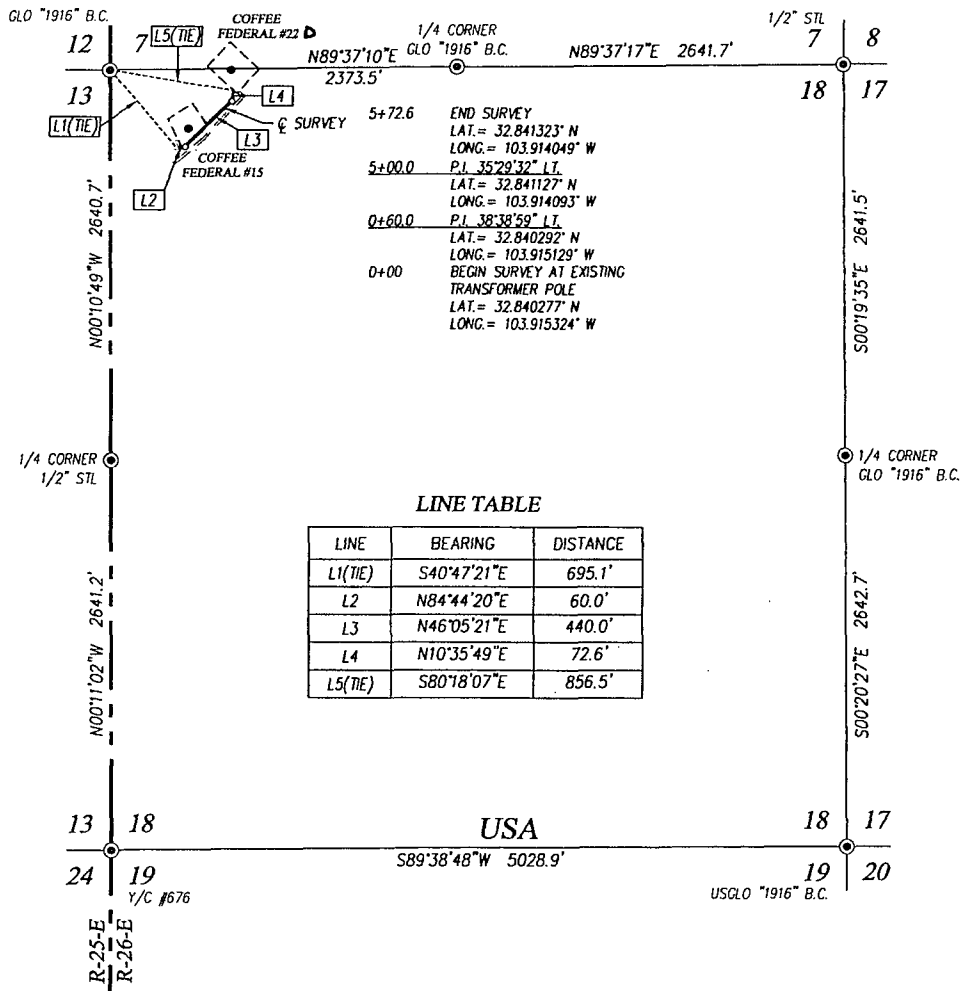 GLO "1916" B.C.
12
7
L5(TIE)
COFFEE
FEDERAL #22 D
N89°37'10"E
2373.5'
1/4 CORNER
GLO "1916" B.C.
N89°37'17"E 2641.7'
1/2" STL
7
8
13
18
17
L1(TIE)
L4
L3
L2
℄ SURVEY
COFFEE
FEDERAL #15
5+72.6 END SURVEY
LAT.= 32.841323° N
LONG.= 103.914049° W
5+00.0 P.I. 35°29'32" LT.
LAT.= 32.841127° N
LONG.= 103.914093° W
0+60.0 P.I. 38°38'59" LT.
LAT.= 32.840292° N
LONG.= 103.915129° W
0+00 BEGIN SURVEY AT EXISTING
TRANSFORMER POLE
LAT.= 32.840277° N
LONG.= 103.915324° W
N00°10'49"W 2640.7'
S00°19'35"E 2641.5'
1/4 CORNER
1/2" STL
1/4 CORNER
GLO "1916" B.C.
LINE TABLE
LINE BEARING DISTANCE
L1(TIE) S40°47'21"E 695.1'
L2 N84°44'20"E 60.0'
L3 N46°05'21"E 440.0'
L4 N10°35'49"E 72.6'
L5(TIE) S80°18'07"E 856.5'
N00°11'02"W 2641.2'
S00°20'27"E 2642.7'
13
18
USA
18
17
S89°38'48"W 5028.9'
24
19
Y/C #676
19
20
USGLO "1916" B.C.
R-25-E
R-26-E